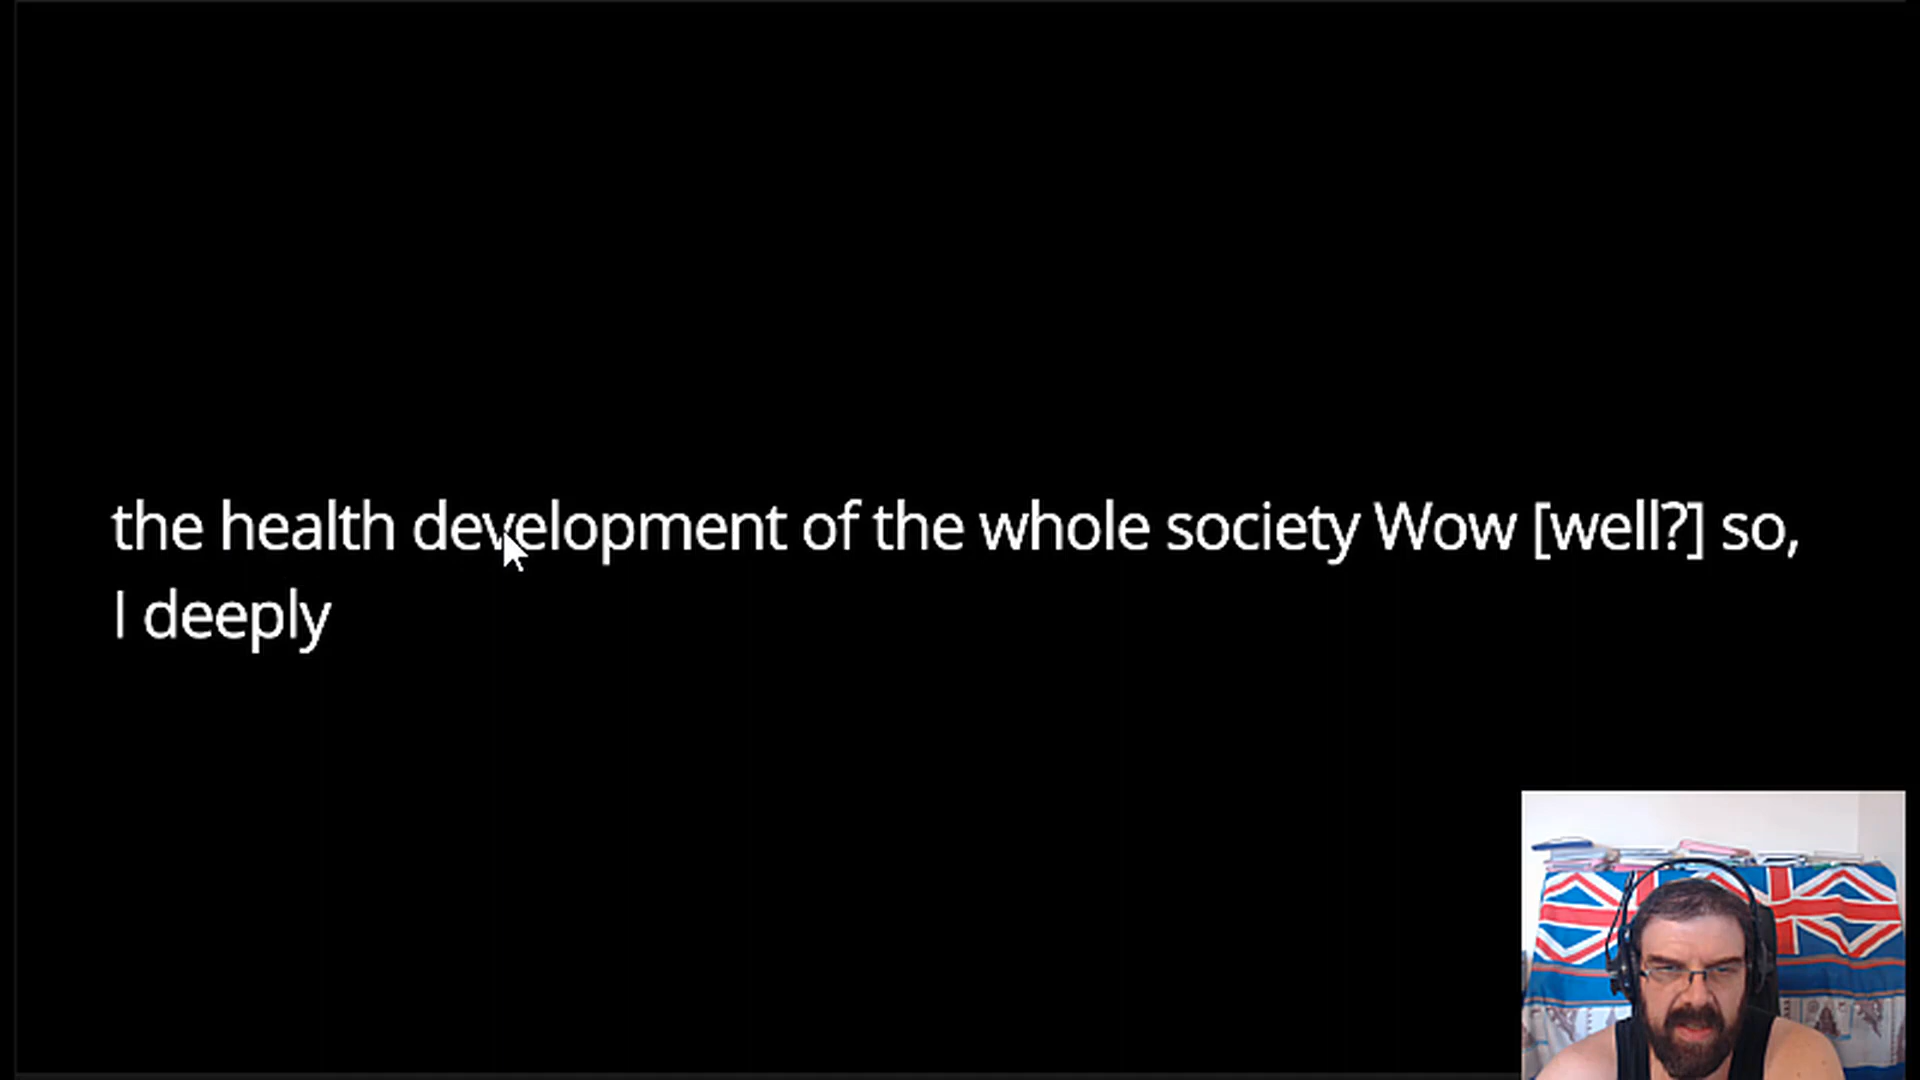 the health development of the whole society Wow [well?] so,
I deeply